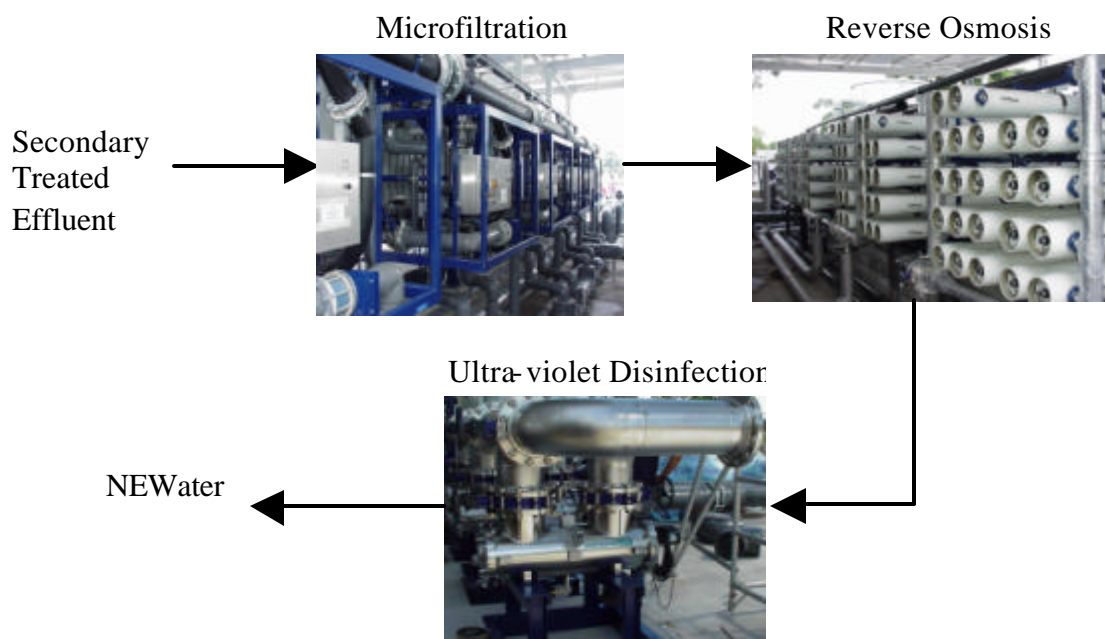 Microfiltration
Reverse Osmosis
Secondary
Treated
Effluent
Ultra-violet Disinfection
NEWater